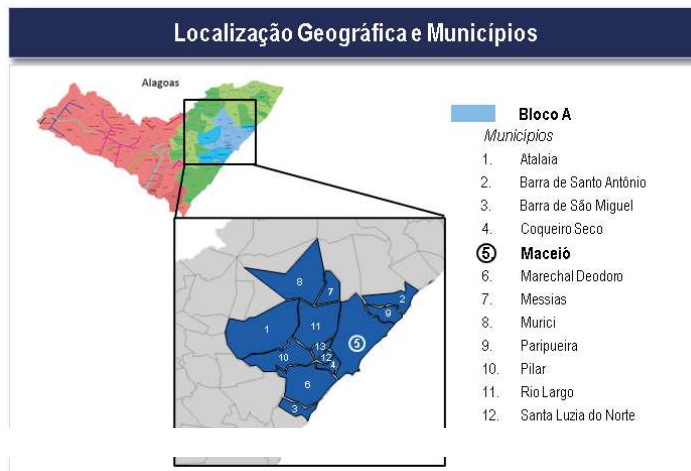 Localização Geográfica e Municípios
Alagoas
Bloco A
Municípios
1. Atalaia
2. Barra de Santo Antônio
3. Barra de São Miguel
4. Coqueiro Seco
5. Maceió
6. Marechal Deodoro
7. Messias
8. Murici
9. Paripueira
10. Pilar
11. Rio Largo
12. Santa Luzia do Norte
8
7
2
9
1
11
5
13
12
10
4
6
3